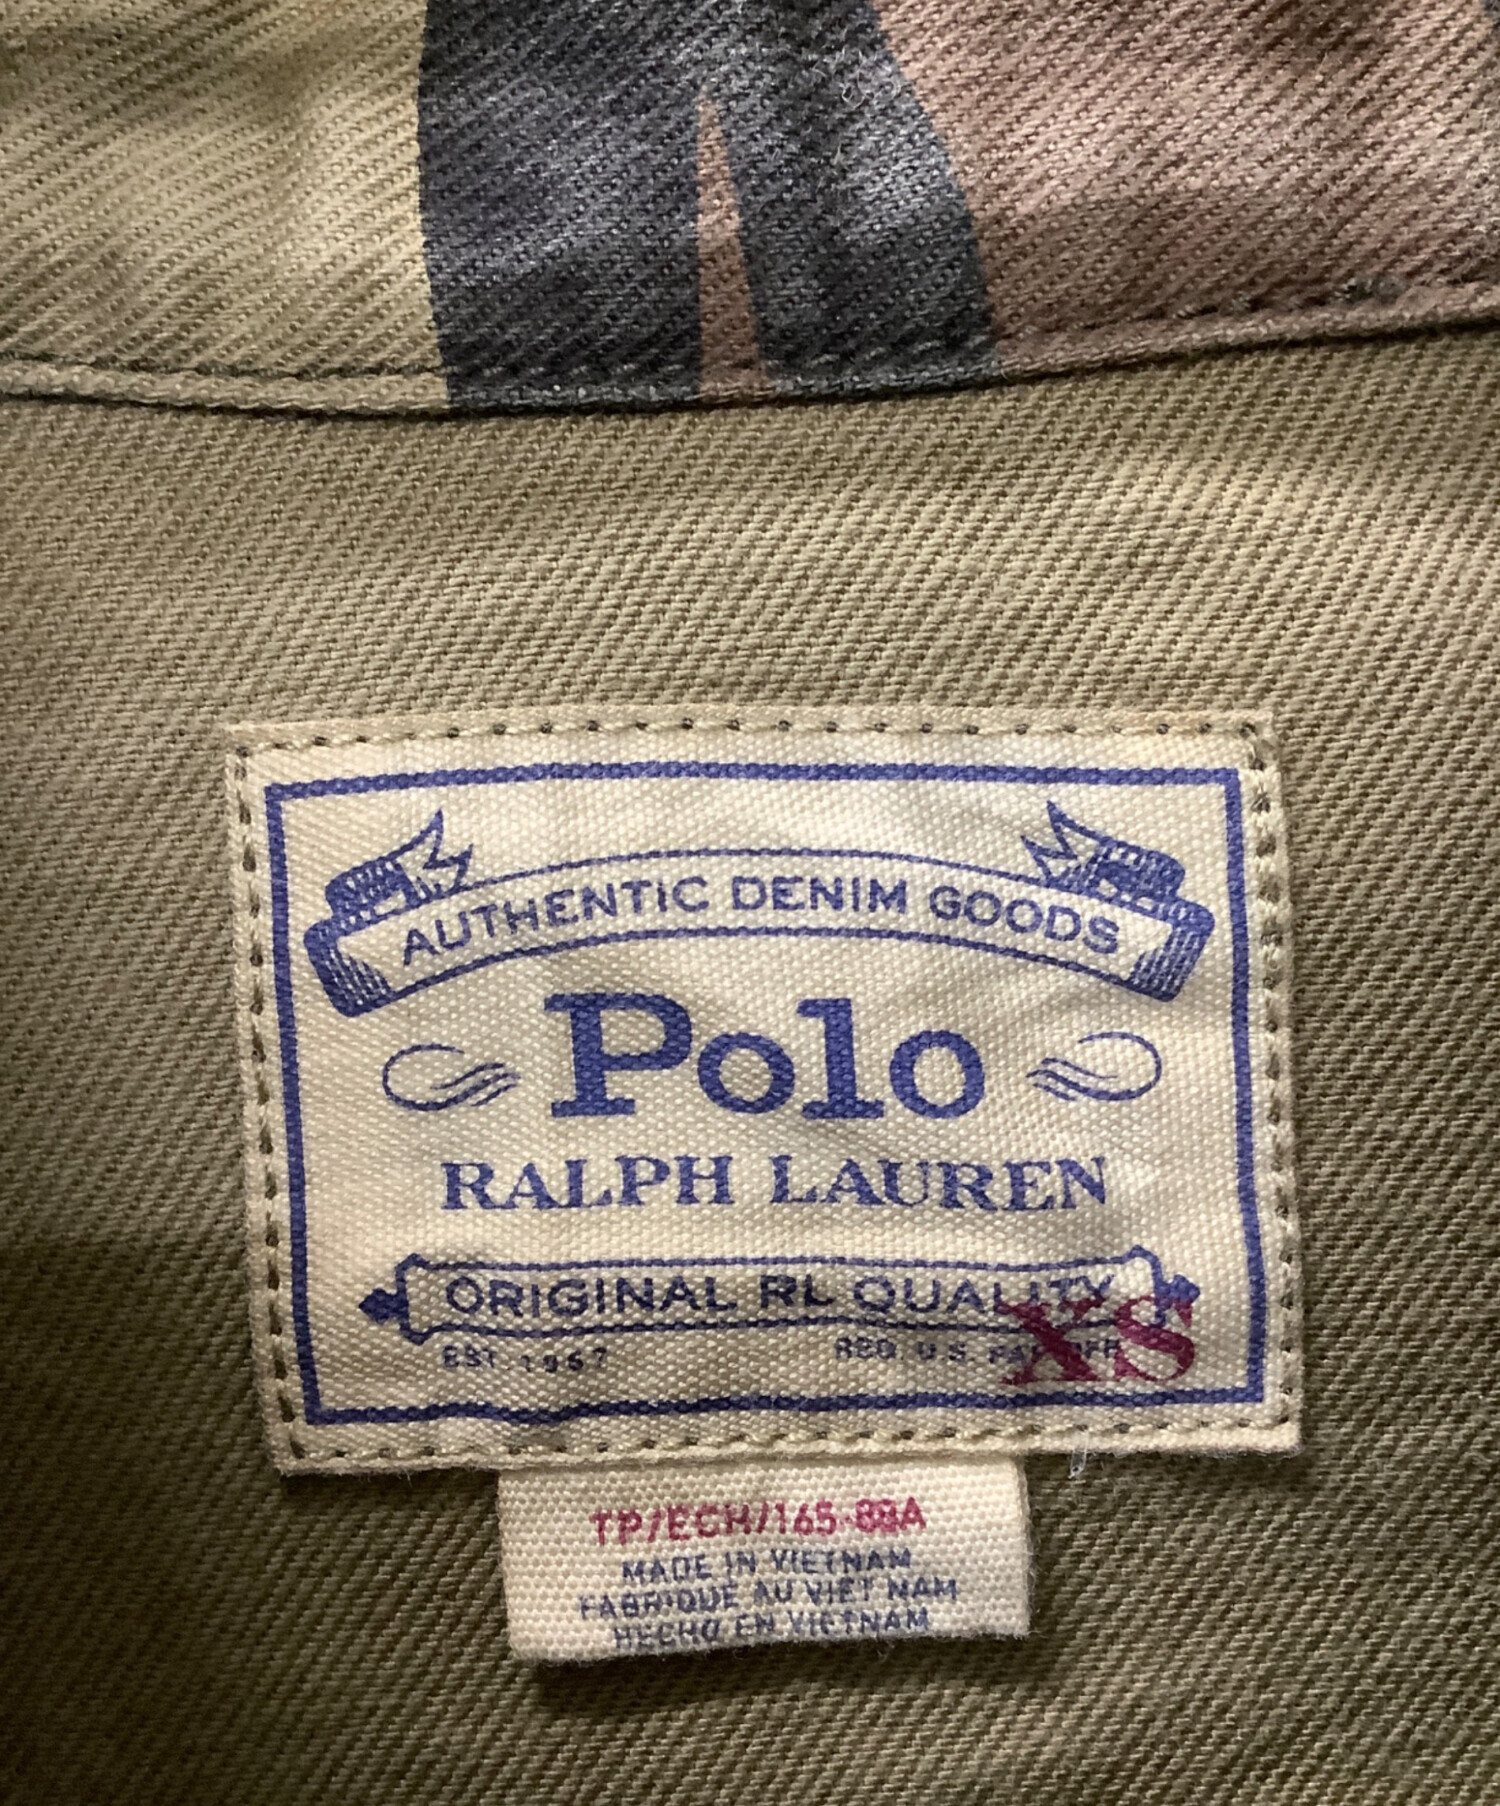 AUTHENTIC DENIM GOODS
Polo
RALPH LAUREN
ORIGINAL RL QUALITY
XS
EST. 1967 REG. U.S. PAT. OFF.
TP/ECH/165-88A
MADE IN VIETNAM
FABRIQUÉ AU VIET NAM
HECHO EN VIETNAM